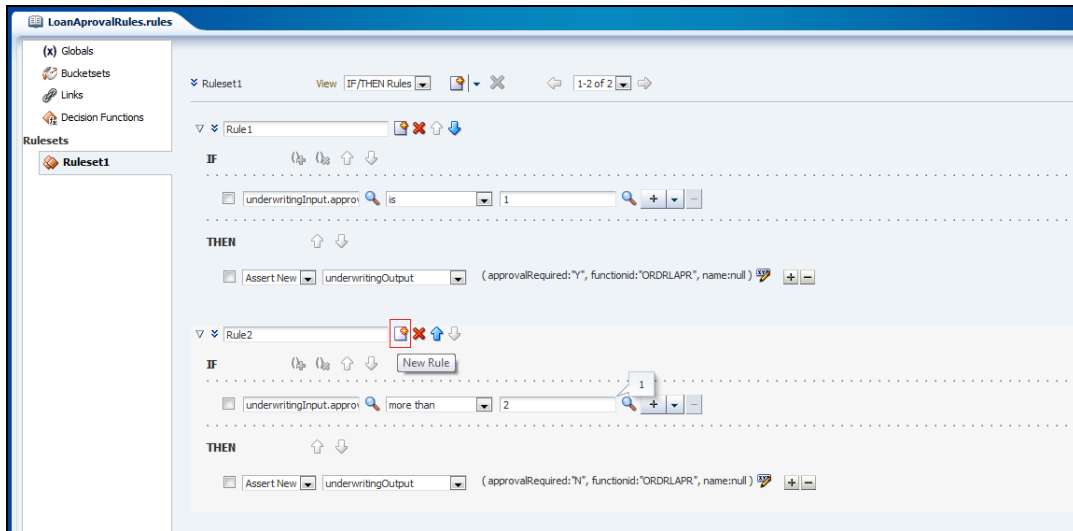 LoanAprovalRules.rules
(x) Globals
Bucketsets
Links
Decision Functions
Rulesets
Ruleset1
Ruleset1 View IF/THEN Rules 1-2 of 2
Rule1
IF
underwritingInput.approv is 1
THEN
Assert New underwritingOutput ( approvalRequired:"Y", functionid:"ORDRLAPR", name:null )
Rule2
IF New Rule
1
underwritingInput.approv more than 2
THEN
Assert New underwritingOutput ( approvalRequired:"N", functionid:"ORDRLAPR", name:null )